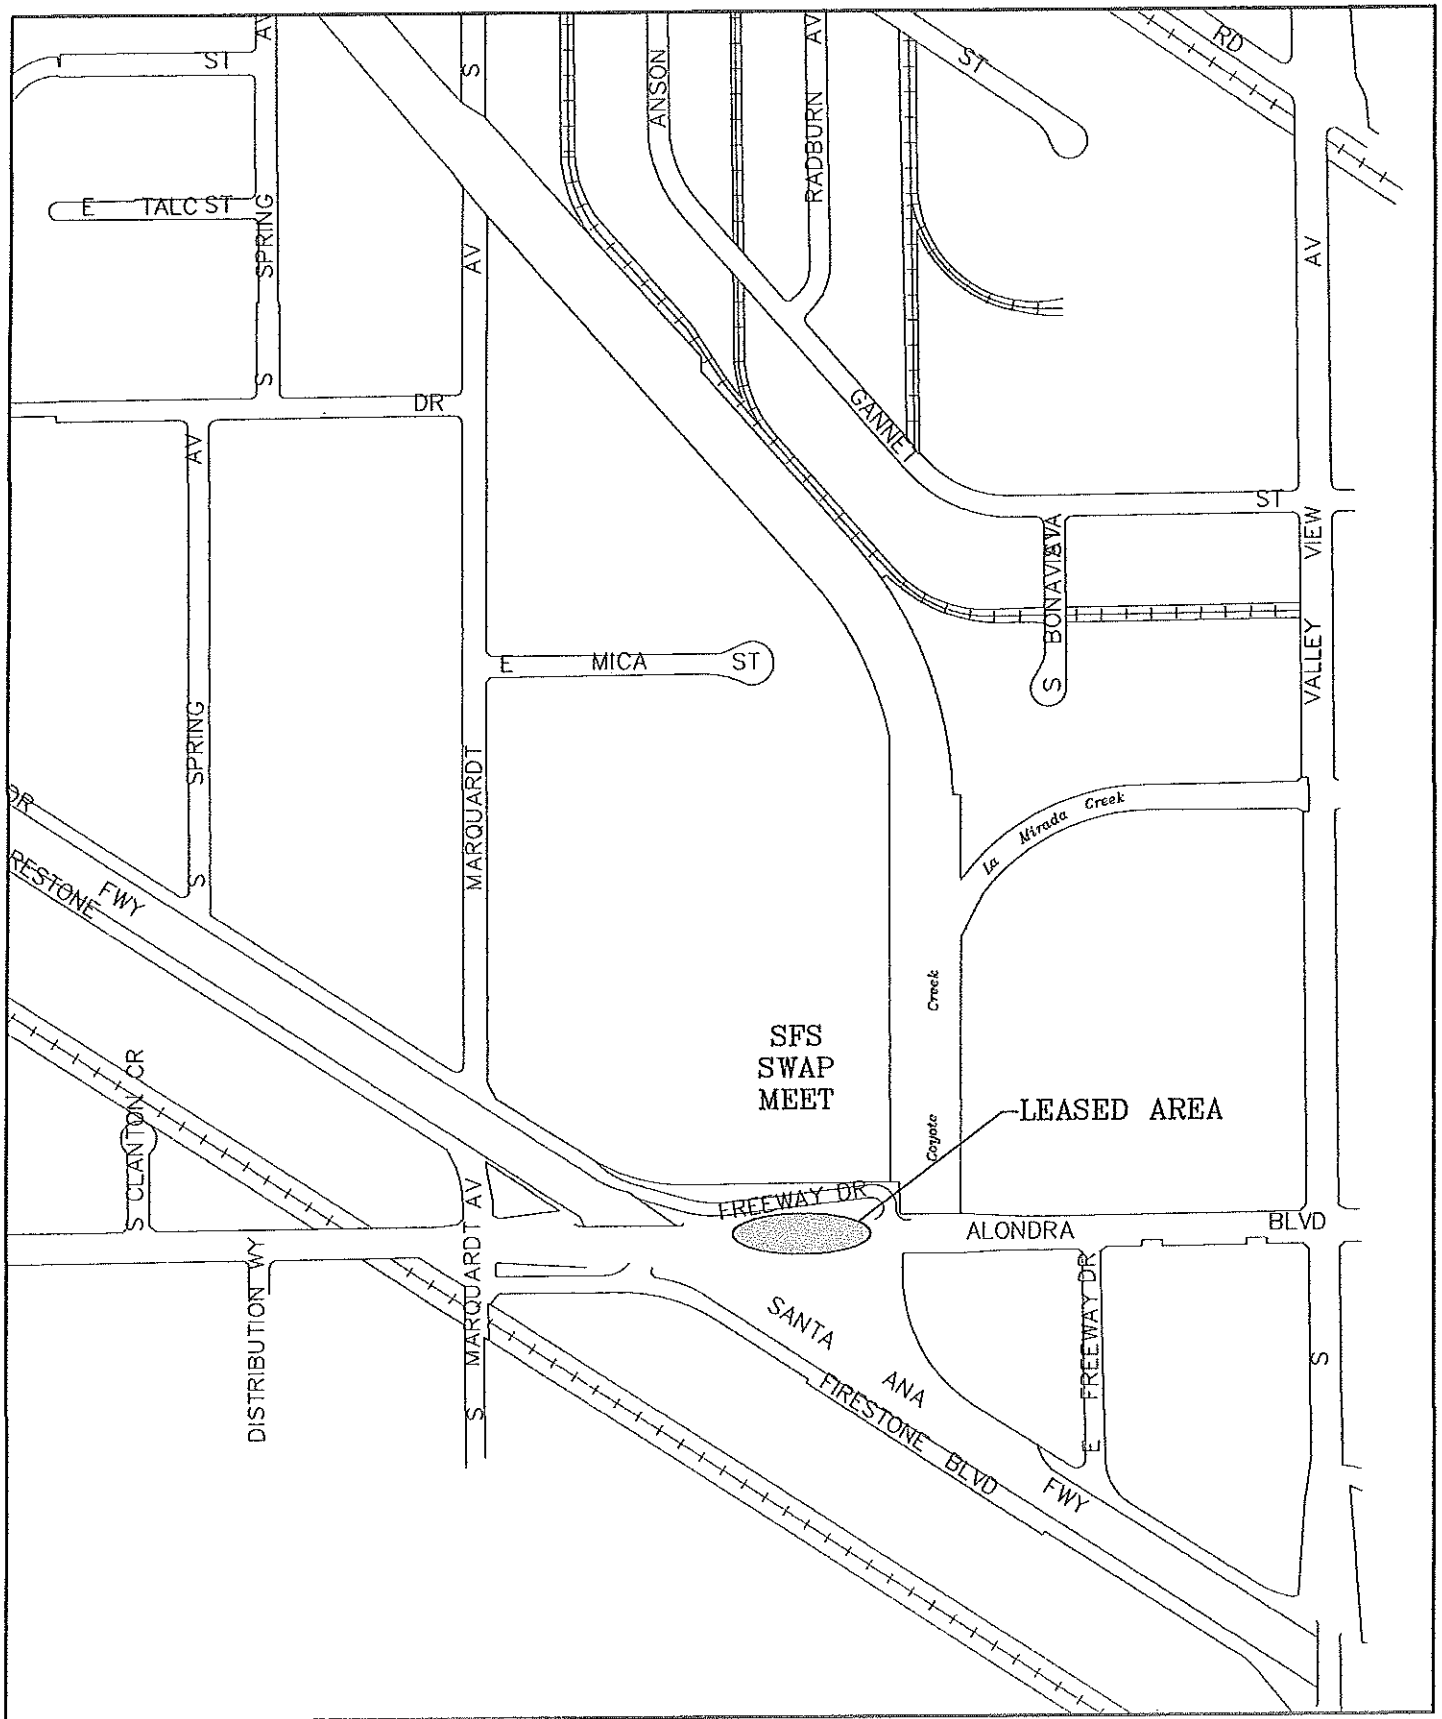 AV
ST
S
ANSON
RADBURN AV
ST
RD
E TALC ST
S SPRING
AV
AV
DR
GANNET
ST
AV
S SPRING
S BONAVISTA
VALLEY VIEW
E MICA ST
MARQUARDT
DR
RESTONE
FWY
La Mirada Creek
Coyote Creek
SFS
SWAP
MEET
LEASED AREA
S CLANTON CR
FREEWAY DR
ALONDRA BLVD
DISTRIBUTION WY
S MARQUARDT AV
SANTA ANA FWY
FIRESTONE BLVD
E FREEWAY DR
S